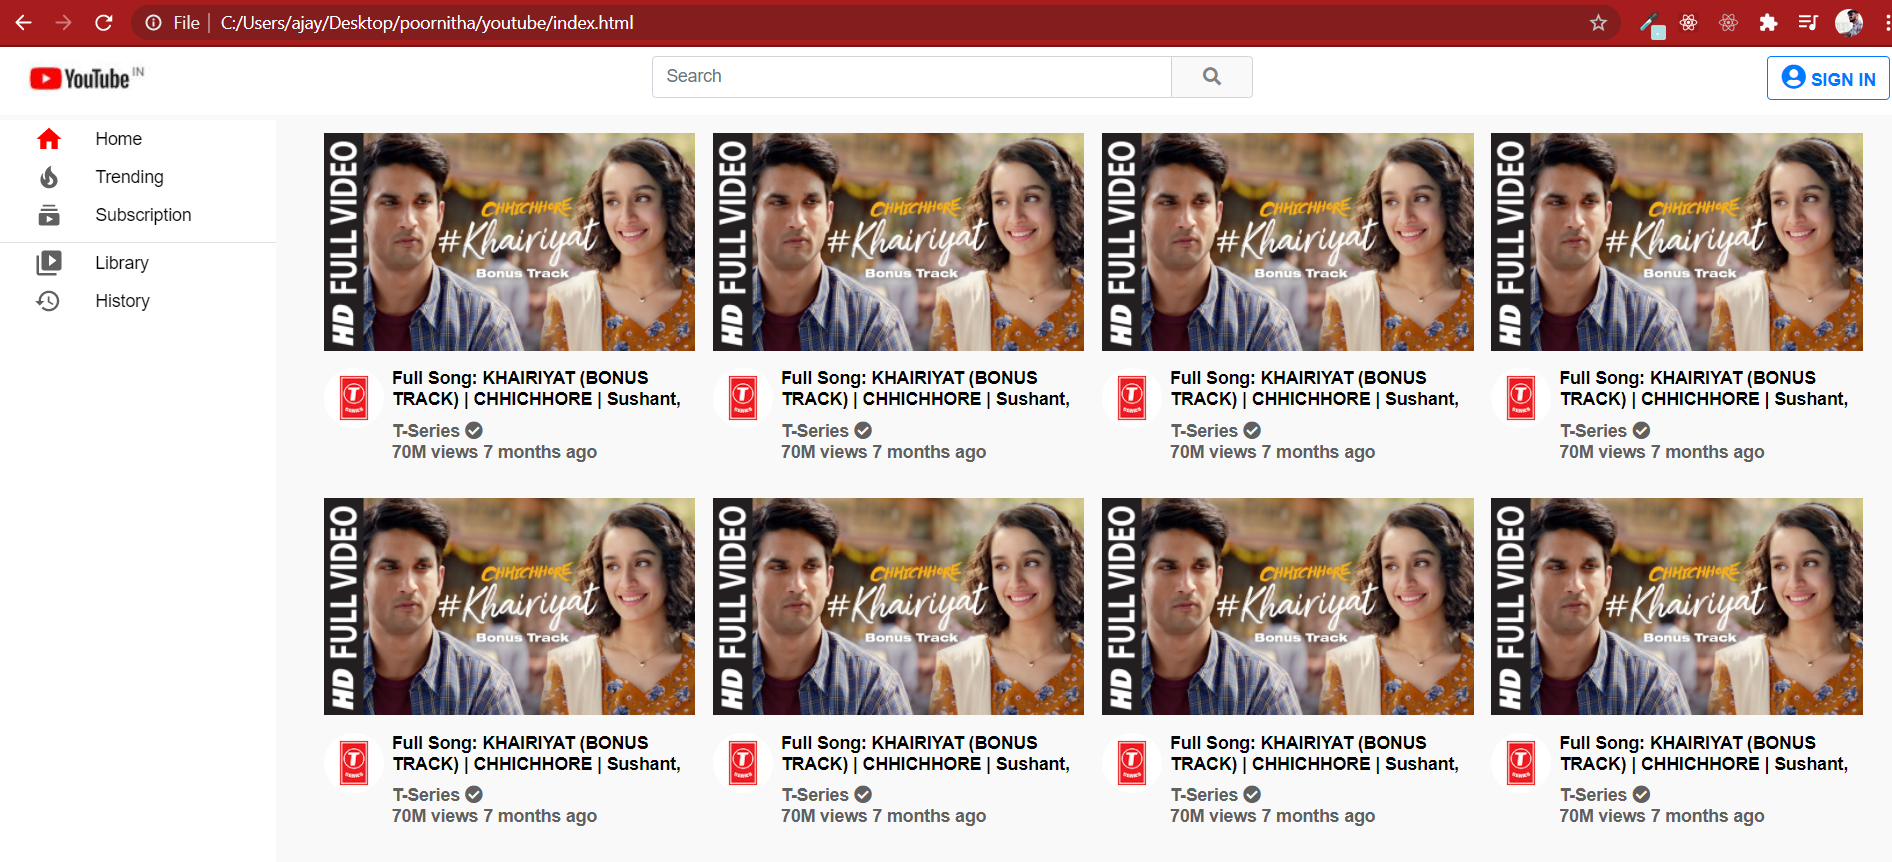 File | C:/Users/ajay/Desktop/poornitha/youtube/index.html
YouTube IN
Search
SIGN IN
Home
Trending
Subscription
Library
History
HD FULL VIDEO
CHHICHHORE
#Khairiyat
Bonus Track
HD FULL VIDEO
CHHICHHORE
#Khairiyat
Bonus Track
HD FULL VIDEO
CHHICHHORE
#Khairiyat
Bonus Track
HD FULL VIDEO
CHHICHHORE
#Khairiyat
Bonus Track
T
SERIES
Full Song: KHAIRIYAT (BONUS
TRACK) | CHHICHHORE | Sushant,
T-Series
70M views 7 months ago
T
SERIES
Full Song: KHAIRIYAT (BONUS
TRACK) | CHHICHHORE | Sushant,
T-Series
70M views 7 months ago
T
SERIES
Full Song: KHAIRIYAT (BONUS
TRACK) | CHHICHHORE | Sushant,
T-Series
70M views 7 months ago
T
SERIES
Full Song: KHAIRIYAT (BONUS
TRACK) | CHHICHHORE | Sushant,
T-Series
70M views 7 months ago
HD FULL VIDEO
CHHICHHORE
#Khairiyat
Bonus Track
HD FULL VIDEO
CHHICHHORE
#Khairiyat
Bonus Track
HD FULL VIDEO
CHHICHHORE
#Khairiyat
Bonus Track
HD FULL VIDEO
CHHICHHORE
#Khairiyat
Bonus Track
T
SERIES
Full Song: KHAIRIYAT (BONUS
TRACK) | CHHICHHORE | Sushant,
T-Series
70M views 7 months ago
T
SERIES
Full Song: KHAIRIYAT (BONUS
TRACK) | CHHICHHORE | Sushant,
T-Series
70M views 7 months ago
T
SERIES
Full Song: KHAIRIYAT (BONUS
TRACK) | CHHICHHORE | Sushant,
T-Series
70M views 7 months ago
T
SERIES
Full Song: KHAIRIYAT (BONUS
TRACK) | CHHICHHORE | Sushant,
T-Series
70M views 7 months ago